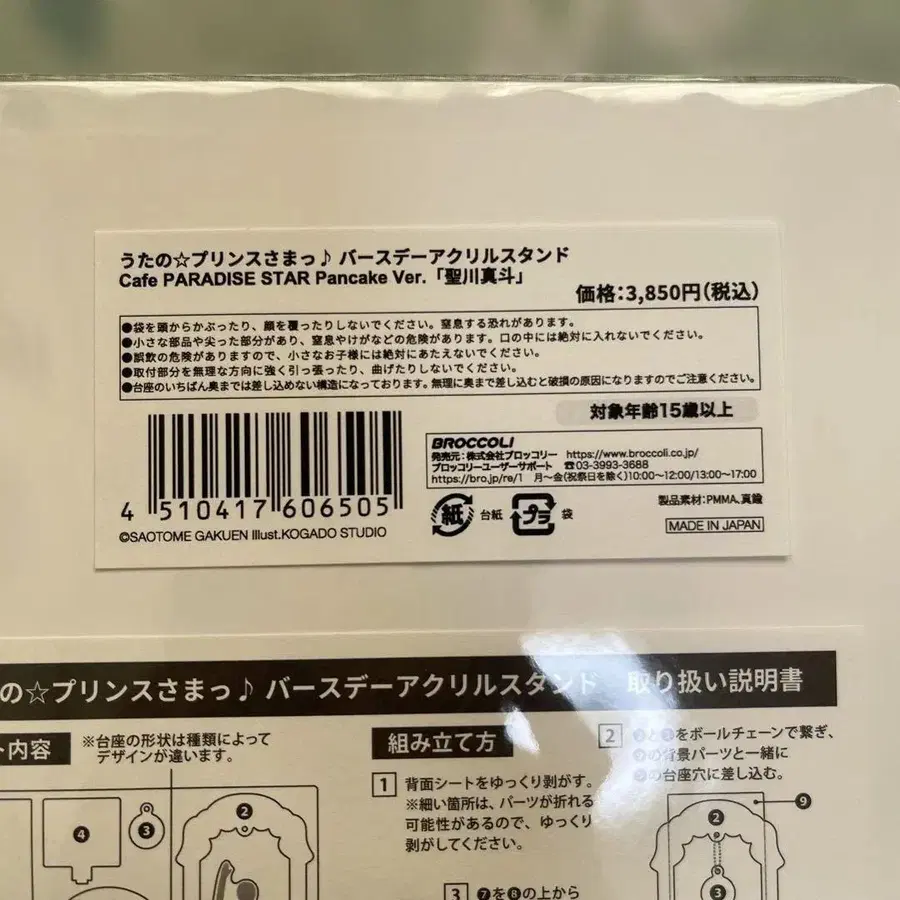 うたの☆プリンスさまっ♪ バースデーアクリルスタンド
Cafe PARADISE STAR Pancake Ver.「聖川真斗」
価格:3,850円(税込)
●袋を頭からかぶったり、顔を覆ったりしないでください。窒息する恐れがあります。
●小さな部品や尖った部分があり、窒息やけがなどの危険があります。口の中には絶対に入れないでください。
●誤飲の危険がありますので、小さなお子様には絶対にあたえないでください。
●取付部分を無理な方向に強く引っ張ったり、曲げたりしないでください。
●台座のいちばん奥までは差し込めない構造になっております。無理に奥まで差し込むと破損の原因になりますのでご注意ください。
対象年齢15歳以上
BROCCOLI
発売元:株式会社ブロッコリー https://www.broccoli.co.jp/
ブロッコリーユーザーサポート ☎03-3993-3688
https://bro.jp/re/1 月~金(祝祭日を除く)10:00~12:00/13:00~17:00
4 510417 606505
紙 台紙 プラ 袋
製品素材:PMMA、真鍮
MADE IN JAPAN
©SAOTOME GAKUEN Illust.KOGADO STUDIO
の☆プリンスさまっ♪ バースデーアクリルスタンド 取り扱い説明書
ト内容
※台座の形状は種類によって
デザインが違います。
④
③
②
組み立て方
1 背面シートをゆっくり剥がす。
※細い箇所は、パーツが折れる
可能性があるので、ゆっくり
剥がしてください。
2 とをボールチェーンで繋ぎ、
の背景パーツと一緒に
の台座穴に差し込む。
⑨
②
③
3 ⑦を⑧の上から